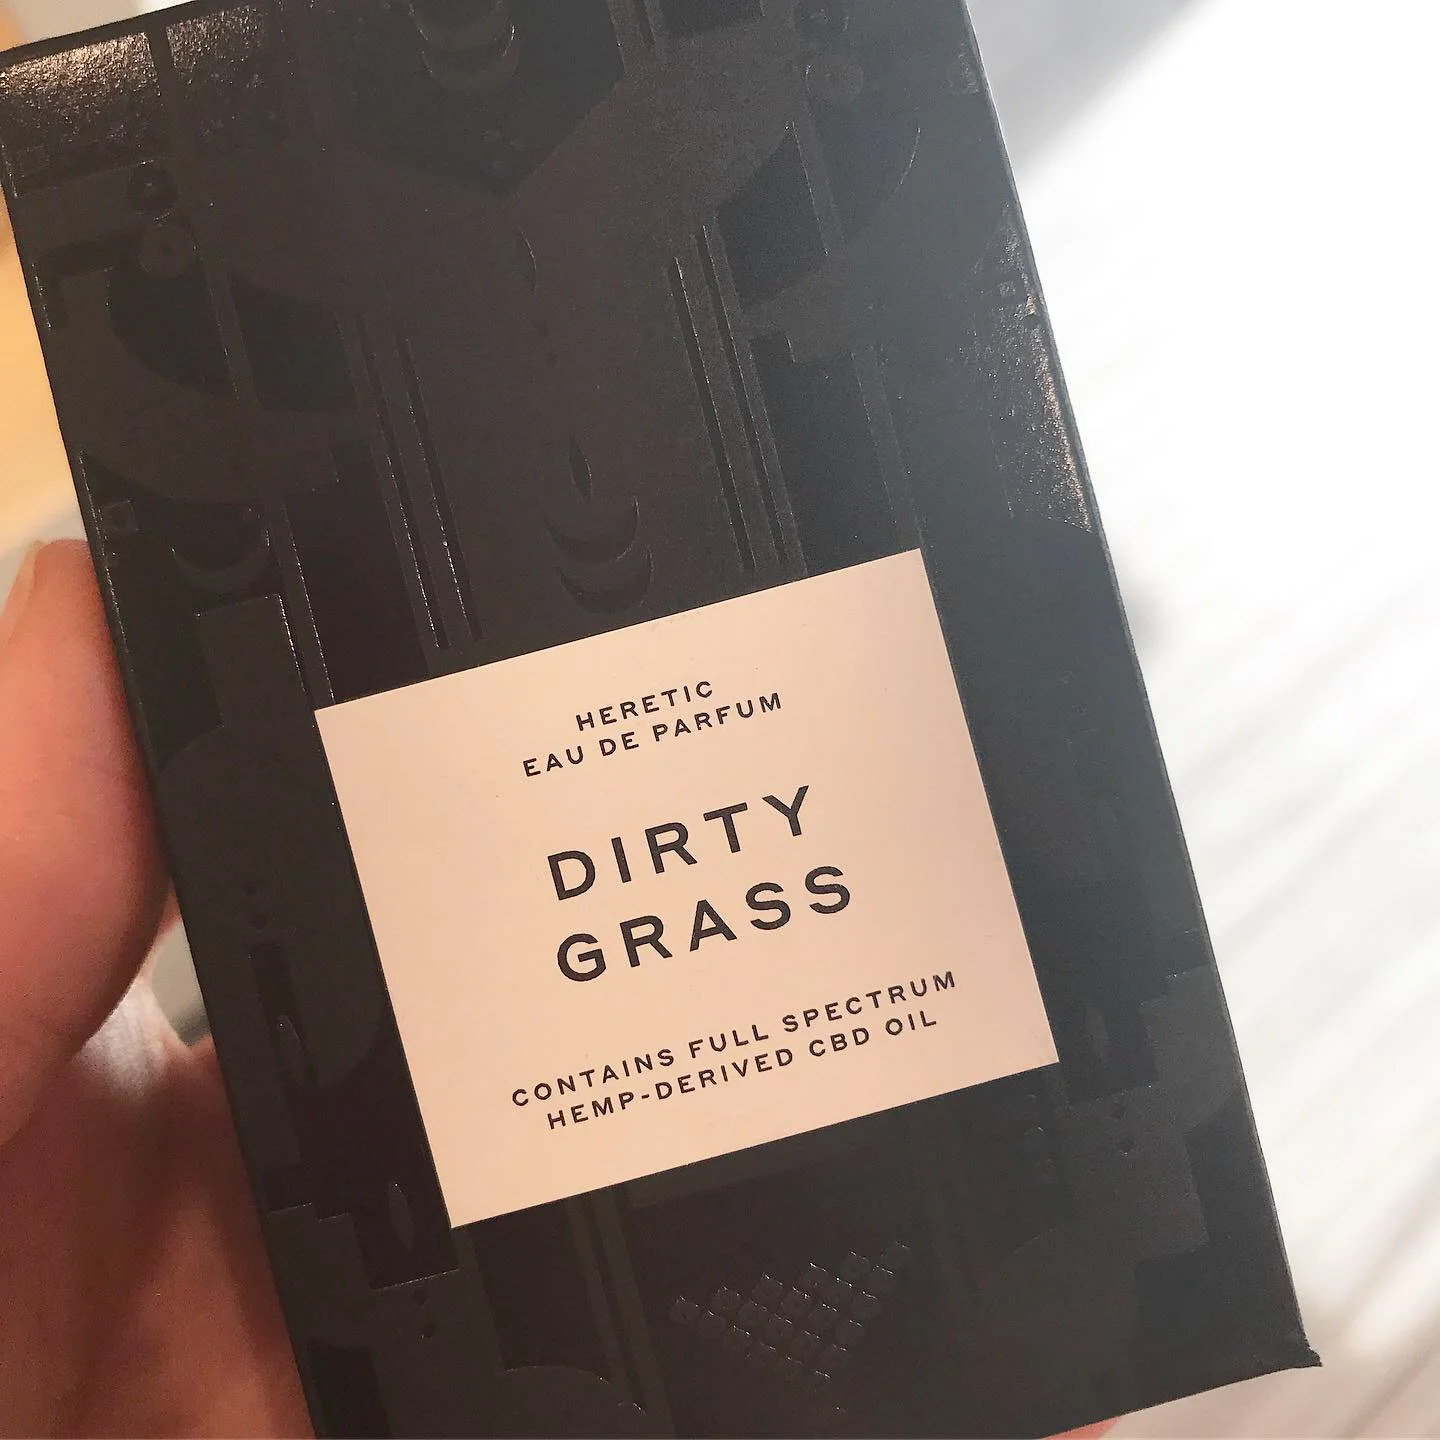 HERETIC
EAU DE PARFUM
DIRTY
GRASS
CONTAINS FULL SPECTRUM
HEMP-DERIVED CBD OIL